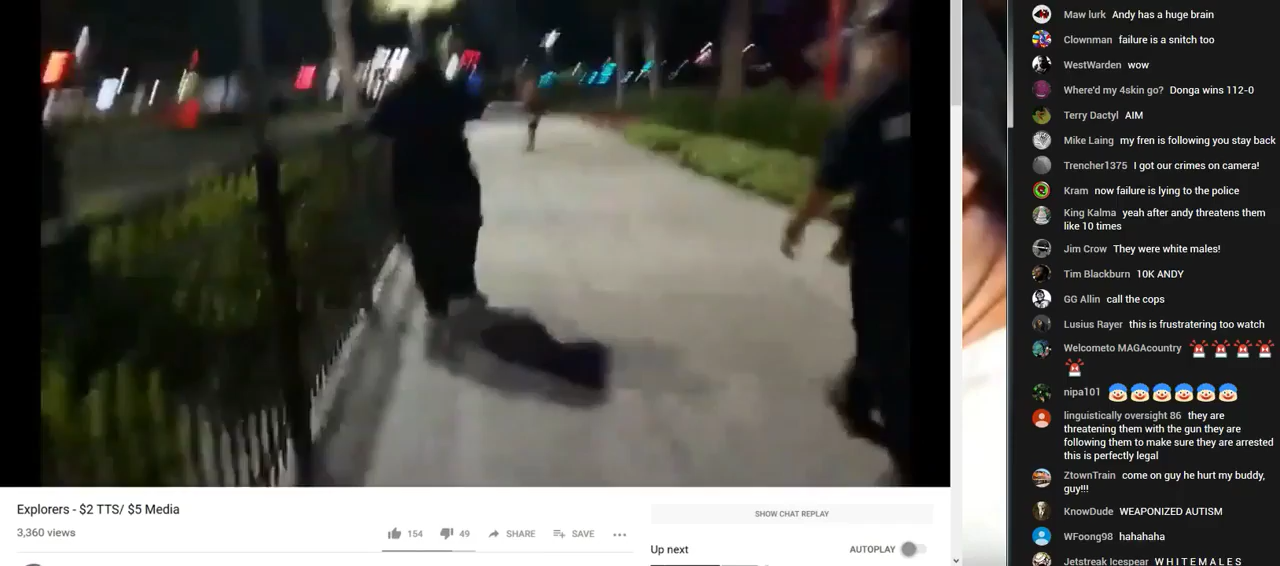 Explorers - $2 TTS/ $5 Media
3,360 views
154
49
SHARE
SAVE
SHOW CHAT REPLAY
Up next
AUTOPLAY
Maw lurk Andy has a huge brain
Clownman failure is a snitch too
WestWarden wow
Where'd my 4skin go? Donga wins 112-0
Terry Dactyl AIM
Mike Laing my fren is following you stay back
Trencher1375 I got our crimes on camera!
Kram now failure is lying to the police
King Kalma yeah after andy threatens them
like 10 times
Jim Crow They were white males!
Tim Blackburn 10K ANDY
GG Allin call the cops
Lusius Rayer this is frustratering too watch
Welcometo MAGAcountry
nipa101
linguistically oversight 86 they are
threatening them with the gun they are
following them to make sure they are arrested
this is perfectly legal
ZtownTrain come on guy he hurt my buddy,
guy!!!
KnowDude WEAPONIZED AUTISM
WFoong98 hahahaha
Jetstreak Icespear W H I T E M A L E S